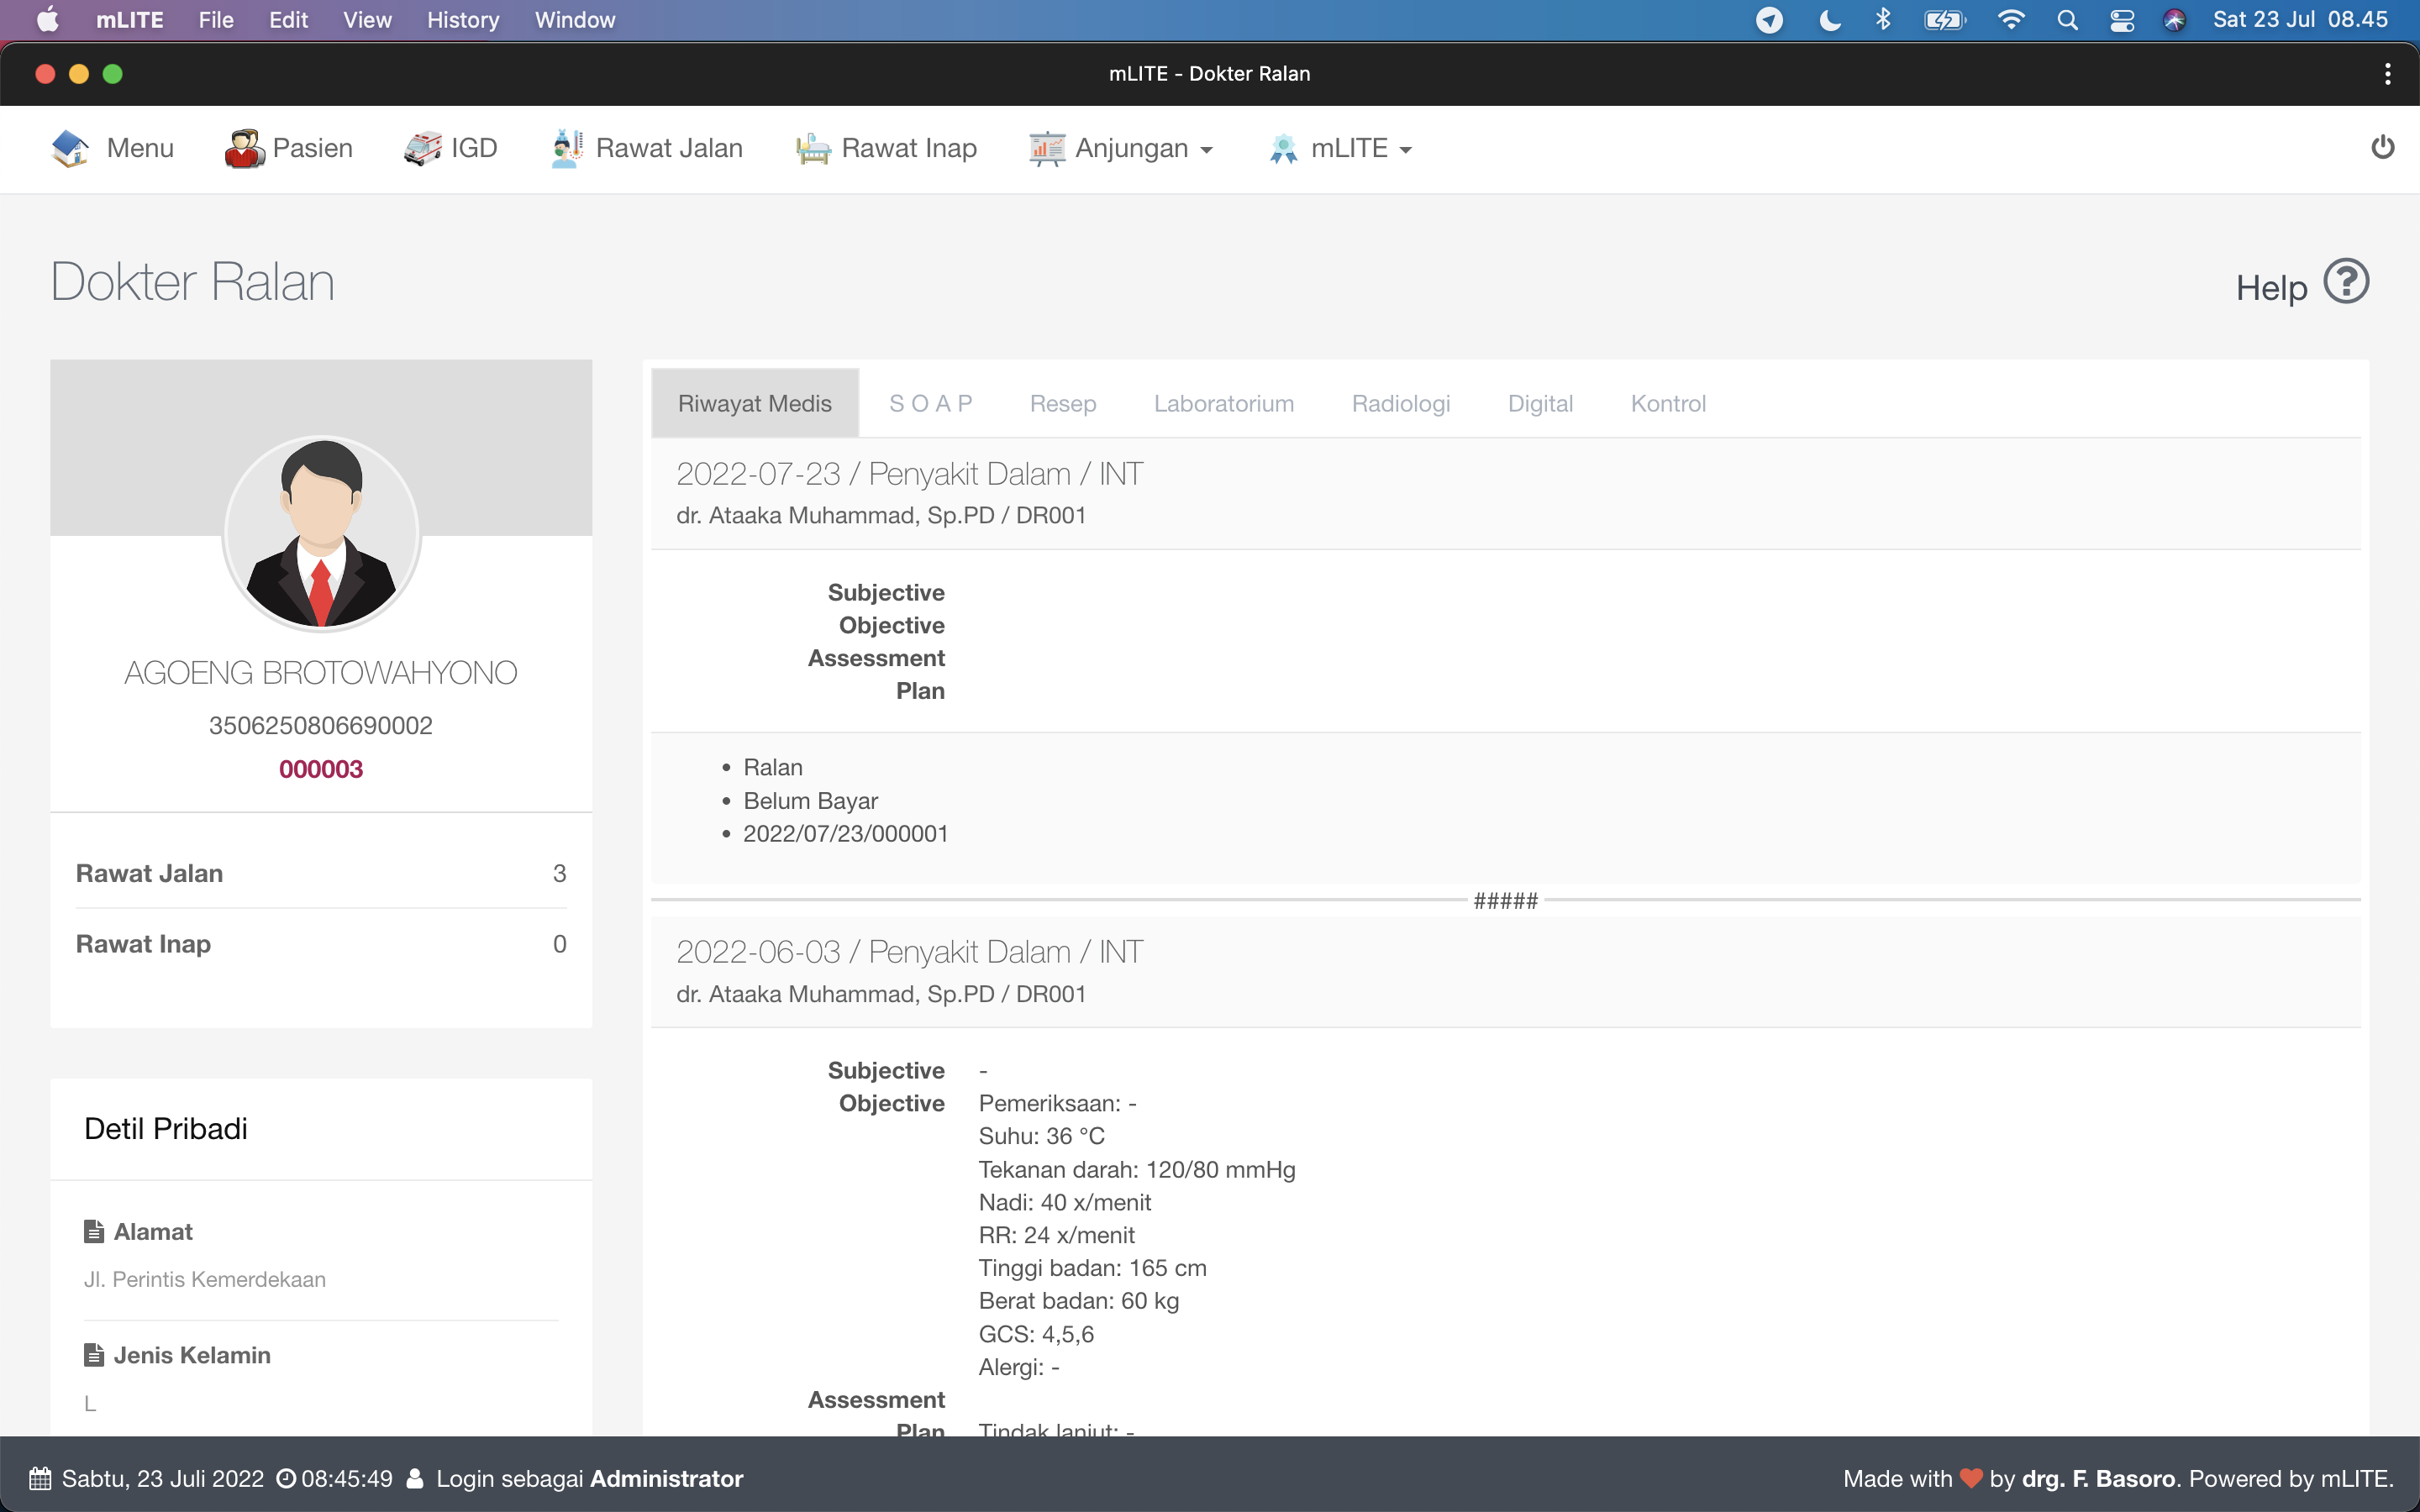 mLITE File Edit View History Window Sat 23 Jul 08.45
mLITE - Dokter Ralan
Menu Pasien IGD Rawat Jalan Rawat Inap Anjungan mLITE
Dokter Ralan
Help
AGOENG BROTOWAHYONO
3506250806690002
000003
Rawat Jalan 3
Rawat Inap 0
Detil Pribadi
Alamat
Jl. Perintis Kemerdekaan
Jenis Kelamin
L
Riwayat Medis S O A P Resep Laboratorium Radiologi Digital Kontrol
2022-07-23 / Penyakit Dalam / INT
dr. Ataaka Muhammad, Sp.PD / DR001
Subjective
Objective
Assessment
Plan
• Ralan
• Belum Bayar
• 2022/07/23/000001
#####
2022-06-03 / Penyakit Dalam / INT
dr. Ataaka Muhammad, Sp.PD / DR001
Subjective -
Objective Pemeriksaan: -
Suhu: 36 °C
Tekanan darah: 120/80 mmHg
Nadi: 40 x/menit
RR: 24 x/menit
Tinggi badan: 165 cm
Berat badan: 60 kg
GCS: 4,5,6
Alergi: -
Assessment
Plan Tindak lanjut: -
Sabtu, 23 Juli 2022 08:45:49 Login sebagai Administrator
Made with ❤ by drg. F. Basoro. Powered by mLITE.